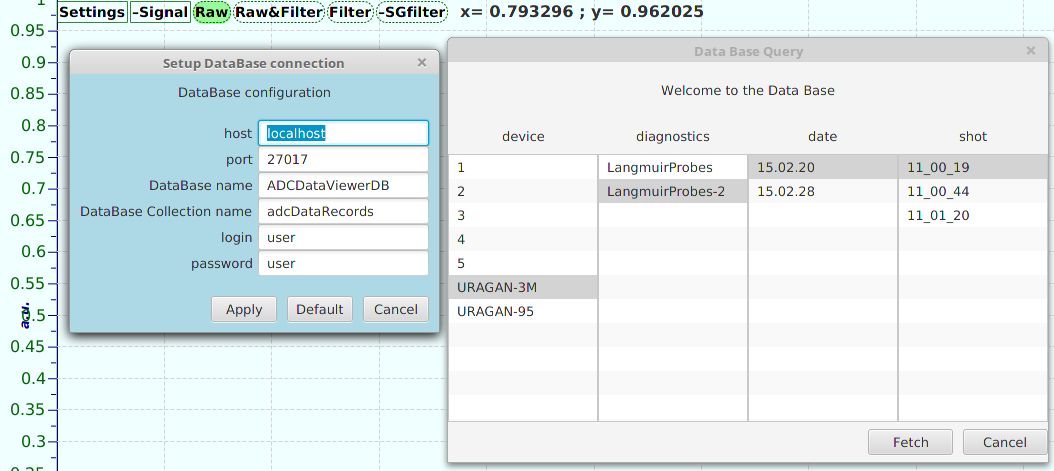 1
Settings -Signal Raw Raw&Filter Filter -SGfilter x= 0.793296 ; y= 0.962025
0.95
0.9
0.85
0.8
0.75
0.7
0.65
0.6
0.55
0.5
0.45
0.4
0.35
0.3
0.25
a.u.
Setup DataBase connection ×
DataBase configuration
host localhost
port 27017
DataBase name ADCDataViewerDB
DataBase Collection name adcDataRecords
login user
password user
Apply Default Cancel
Data Base Query ×
Welcome to the Data Base
device diagnostics date shot
1 LangmuirProbes 15.02.20 11_00_19
2 LangmuirProbes-2 15.02.28 11_00_44
3 11_01_20
4
5
URAGAN-3M
URAGAN-95
Fetch Cancel